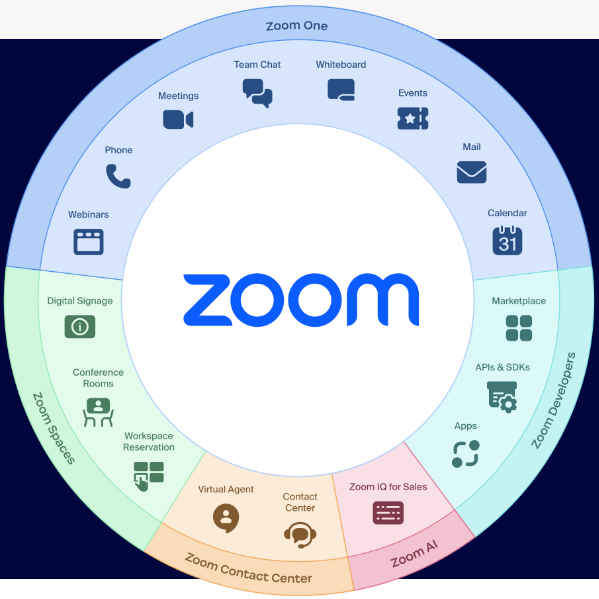 Zoom One
Team Chat
Whiteboard
Meetings
Events
Phone
Mail
Webinars
Calendar
31
zoom
Digital Signage
Marketplace
Conference
Rooms
APIs & SDKs
Workspace
Reservation
Apps
Zoom Spaces
Zoom Developers
Virtual Agent
Contact
Center
Zoom IQ for Sales
Zoom Contact Center
Zoom AI